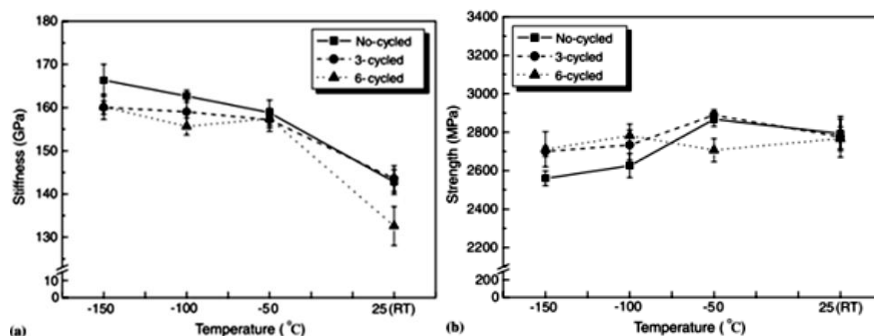 180
170
160
150
140
130
10
0
Stiffness (GPa)
No-cycled
3-cycled
6-cycled
-150
-100
-50
25(RT)
Temperature (°C)
(a)
3400
3200
3000
2800
2600
2400
2200
200
0
Strength (MPa)
No-cycled
3-cycled
6-cycled
-150
-100
-50
25(RT)
Temperature (°C)
(b)